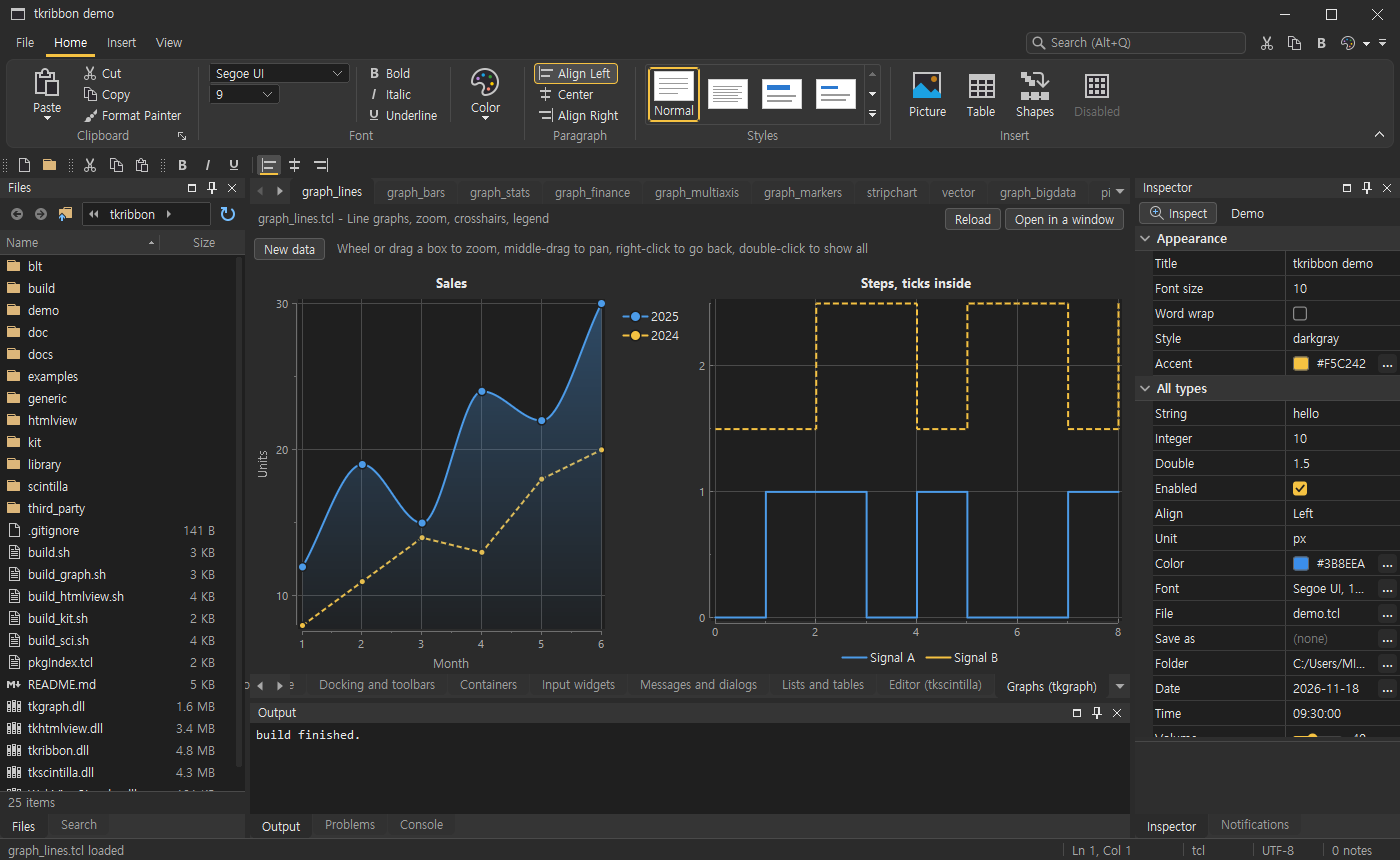 tkribbon demo
File Home Insert View
Search (Alt+Q)
B
Paste
Cut
Copy
Format Painter
Clipboard
Segoe UI
9
B Bold
I Italic
U Underline
Font
Color
Align Left
Center
Align Right
Paragraph
Normal
Styles
Picture
Table
Shapes
Disabled
Insert
B I U
Files
tkribbon
Name Size
blt
build
demo
doc
docs
examples
generic
htmlview
kit
library
scintilla
third_party
.gitignore 141 B
build.sh 3 KB
build_graph.sh 3 KB
build_htmlview.sh 4 KB
build_kit.sh 2 KB
build_sci.sh 4 KB
pkgIndex.tcl 2 KB
README.md 5 KB
tkgraph.dll 1.6 MB
tkhtmlview.dll 3.4 MB
tkribbon.dll 4.8 MB
tkscintilla.dll 4.3 MB
25 items
Files Search
graph_lines graph_bars graph_stats graph_finance graph_multiaxis graph_markers stripchart vector graph_bigdata pi
graph_lines.tcl - Line graphs, zoom, crosshairs, legend
Reload Open in a window
New data Wheel or drag a box to zoom, middle-drag to pan, right-click to go back, double-click to show all
Sales
30
20
10
Units
1 2 3 4 5 6
Month
2025
2024
Steps, ticks inside
2
1
0
0 2 4 6 8
Signal A Signal B
Docking and toolbars Containers Input widgets Messages and dialogs Lists and tables Editor (tkscintilla) Graphs (tkgraph)
Output
build finished.
Output Problems Console
Inspector
Inspect Demo
Appearance
Title tkribbon demo
Font size 10
Word wrap
Style darkgray
Accent #F5C242 ...
All types
String hello
Integer 10
Double 1.5
Enabled
Align Left
Unit px
Color #3B8EEA ...
Font Segoe UI, 1... ...
File demo.tcl ...
Save as (none) ...
Folder C:/Users/MI... ...
Date 2026-11-18 ...
Time 09:30:00
Inspector Notifications
graph_lines.tcl loaded
Ln 1, Col 1 tcl UTF-8 0 notes